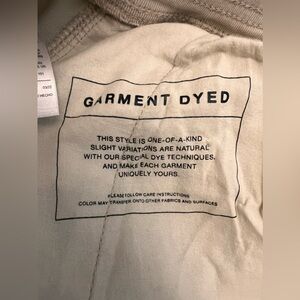 GARMENT DYED
THIS STYLE IS ONE-OF-A-KIND
SLIGHT VARIATIONS ARE NATURAL
WITH OUR SPECIAL DYE TECHNIQUES,
AND MAKE EACH GARMENT
UNIQUELY YOURS.
PLEASE FOLLOW CARE INSTRUCTIONS
COLOR MAY TRANSFER ONTO OTHER FABRICS AND SURFACES
HECHO